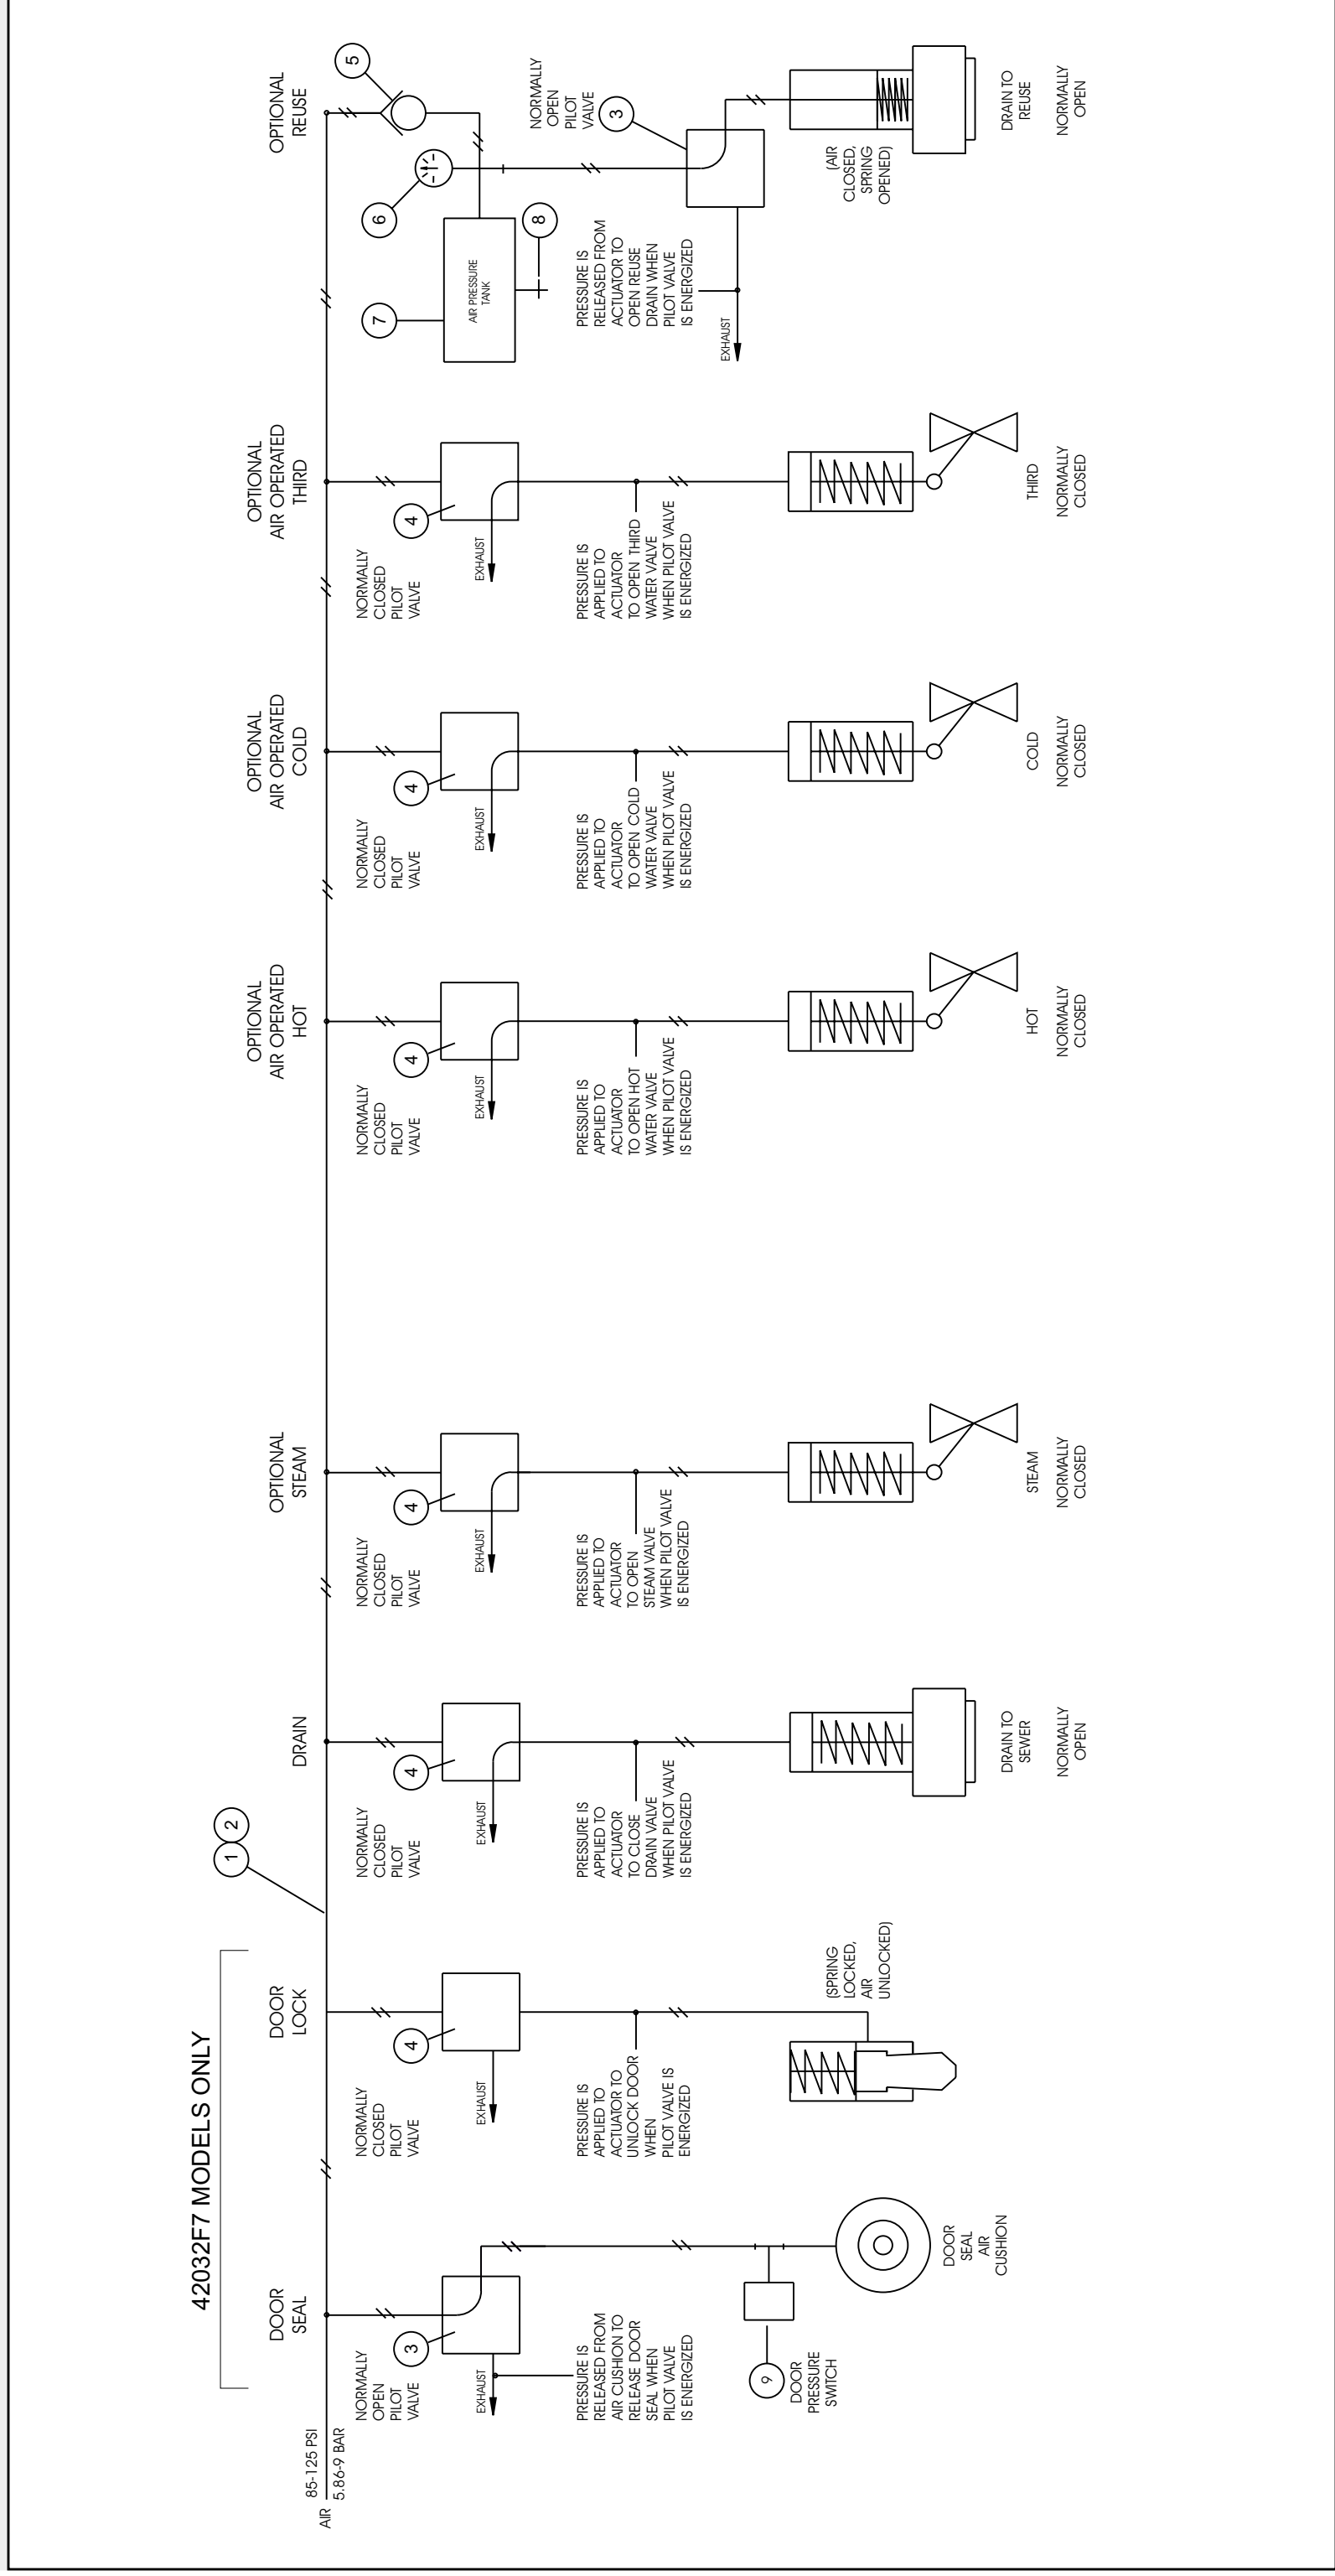 42032F7 MODELS ONLY
AIR
85-125 PSI
5.86-9 BAR
DOOR
SEAL
NORMALLY
OPEN
PILOT
VALVE
3
EXHAUST
PRESSURE IS
RELEASED FROM
AIR CUSHION TO
RELEASE DOOR
SEAL WHEN
PILOT VALVE
IS ENERGIZED
9
DOOR
PRESSURE
SWITCH
DOOR
SEAL
AIR
CUSHION
DOOR
LOCK
NORMALLY
CLOSED
PILOT
VALVE
4
EXHAUST
PRESSURE IS
APPLIED TO
ACTUATOR TO
UNLOCK DOOR
WHEN
PILOT VALVE IS
ENERGIZED
(SPRING
LOCKED,
AIR
UNLOCKED)
1
2
DRAIN
NORMALLY
CLOSED
PILOT
VALVE
4
EXHAUST
PRESSURE IS
APPLIED TO
ACTUATOR
TO CLOSE
DRAIN VALVE
WHEN PILOT VALVE
IS ENERGIZED
DRAIN TO
SEWER
NORMALLY
OPEN
OPTIONAL
STEAM
NORMALLY
CLOSED
PILOT
VALVE
4
EXHAUST
PRESSURE IS
APPLIED TO
ACTUATOR
TO OPEN
STEAM VALVE
WHEN PILOT VALVE
IS ENERGIZED
STEAM
NORMALLY
CLOSED
OPTIONAL
AIR OPERATED
HOT
NORMALLY
CLOSED
PILOT
VALVE
4
EXHAUST
PRESSURE IS
APPLIED TO
ACTUATOR
TO OPEN HOT
WATER VALVE
WHEN PILOT VALVE
IS ENERGIZED
HOT
NORMALLY
CLOSED
OPTIONAL
AIR OPERATED
COLD
NORMALLY
CLOSED
PILOT
VALVE
4
EXHAUST
PRESSURE IS
APPLIED TO
ACTUATOR
TO OPEN COLD
WATER VALVE
WHEN PILOT VALVE
IS ENERGIZED
COLD
NORMALLY
CLOSED
OPTIONAL
AIR OPERATED
THIRD
NORMALLY
CLOSED
PILOT
VALVE
4
EXHAUST
PRESSURE IS
APPLIED TO
ACTUATOR
TO OPEN THIRD
WATER VALVE
WHEN PILOT VALVE
IS ENERGIZED
THIRD
NORMALLY
CLOSED
OPTIONAL
REUSE
5
6
7
AIR PRESSURE
TANK
8
NORMALLY
OPEN
PILOT
VALVE
3
PRESSURE IS
RELEASED FROM
ACTUATOR TO
OPEN REUSE
DRAIN WHEN
PILOT VALVE
IS ENERGIZED
EXHAUST
(AIR
CLOSED,
SPRING
OPENED)
DRAIN TO
REUSE
NORMALLY
OPEN